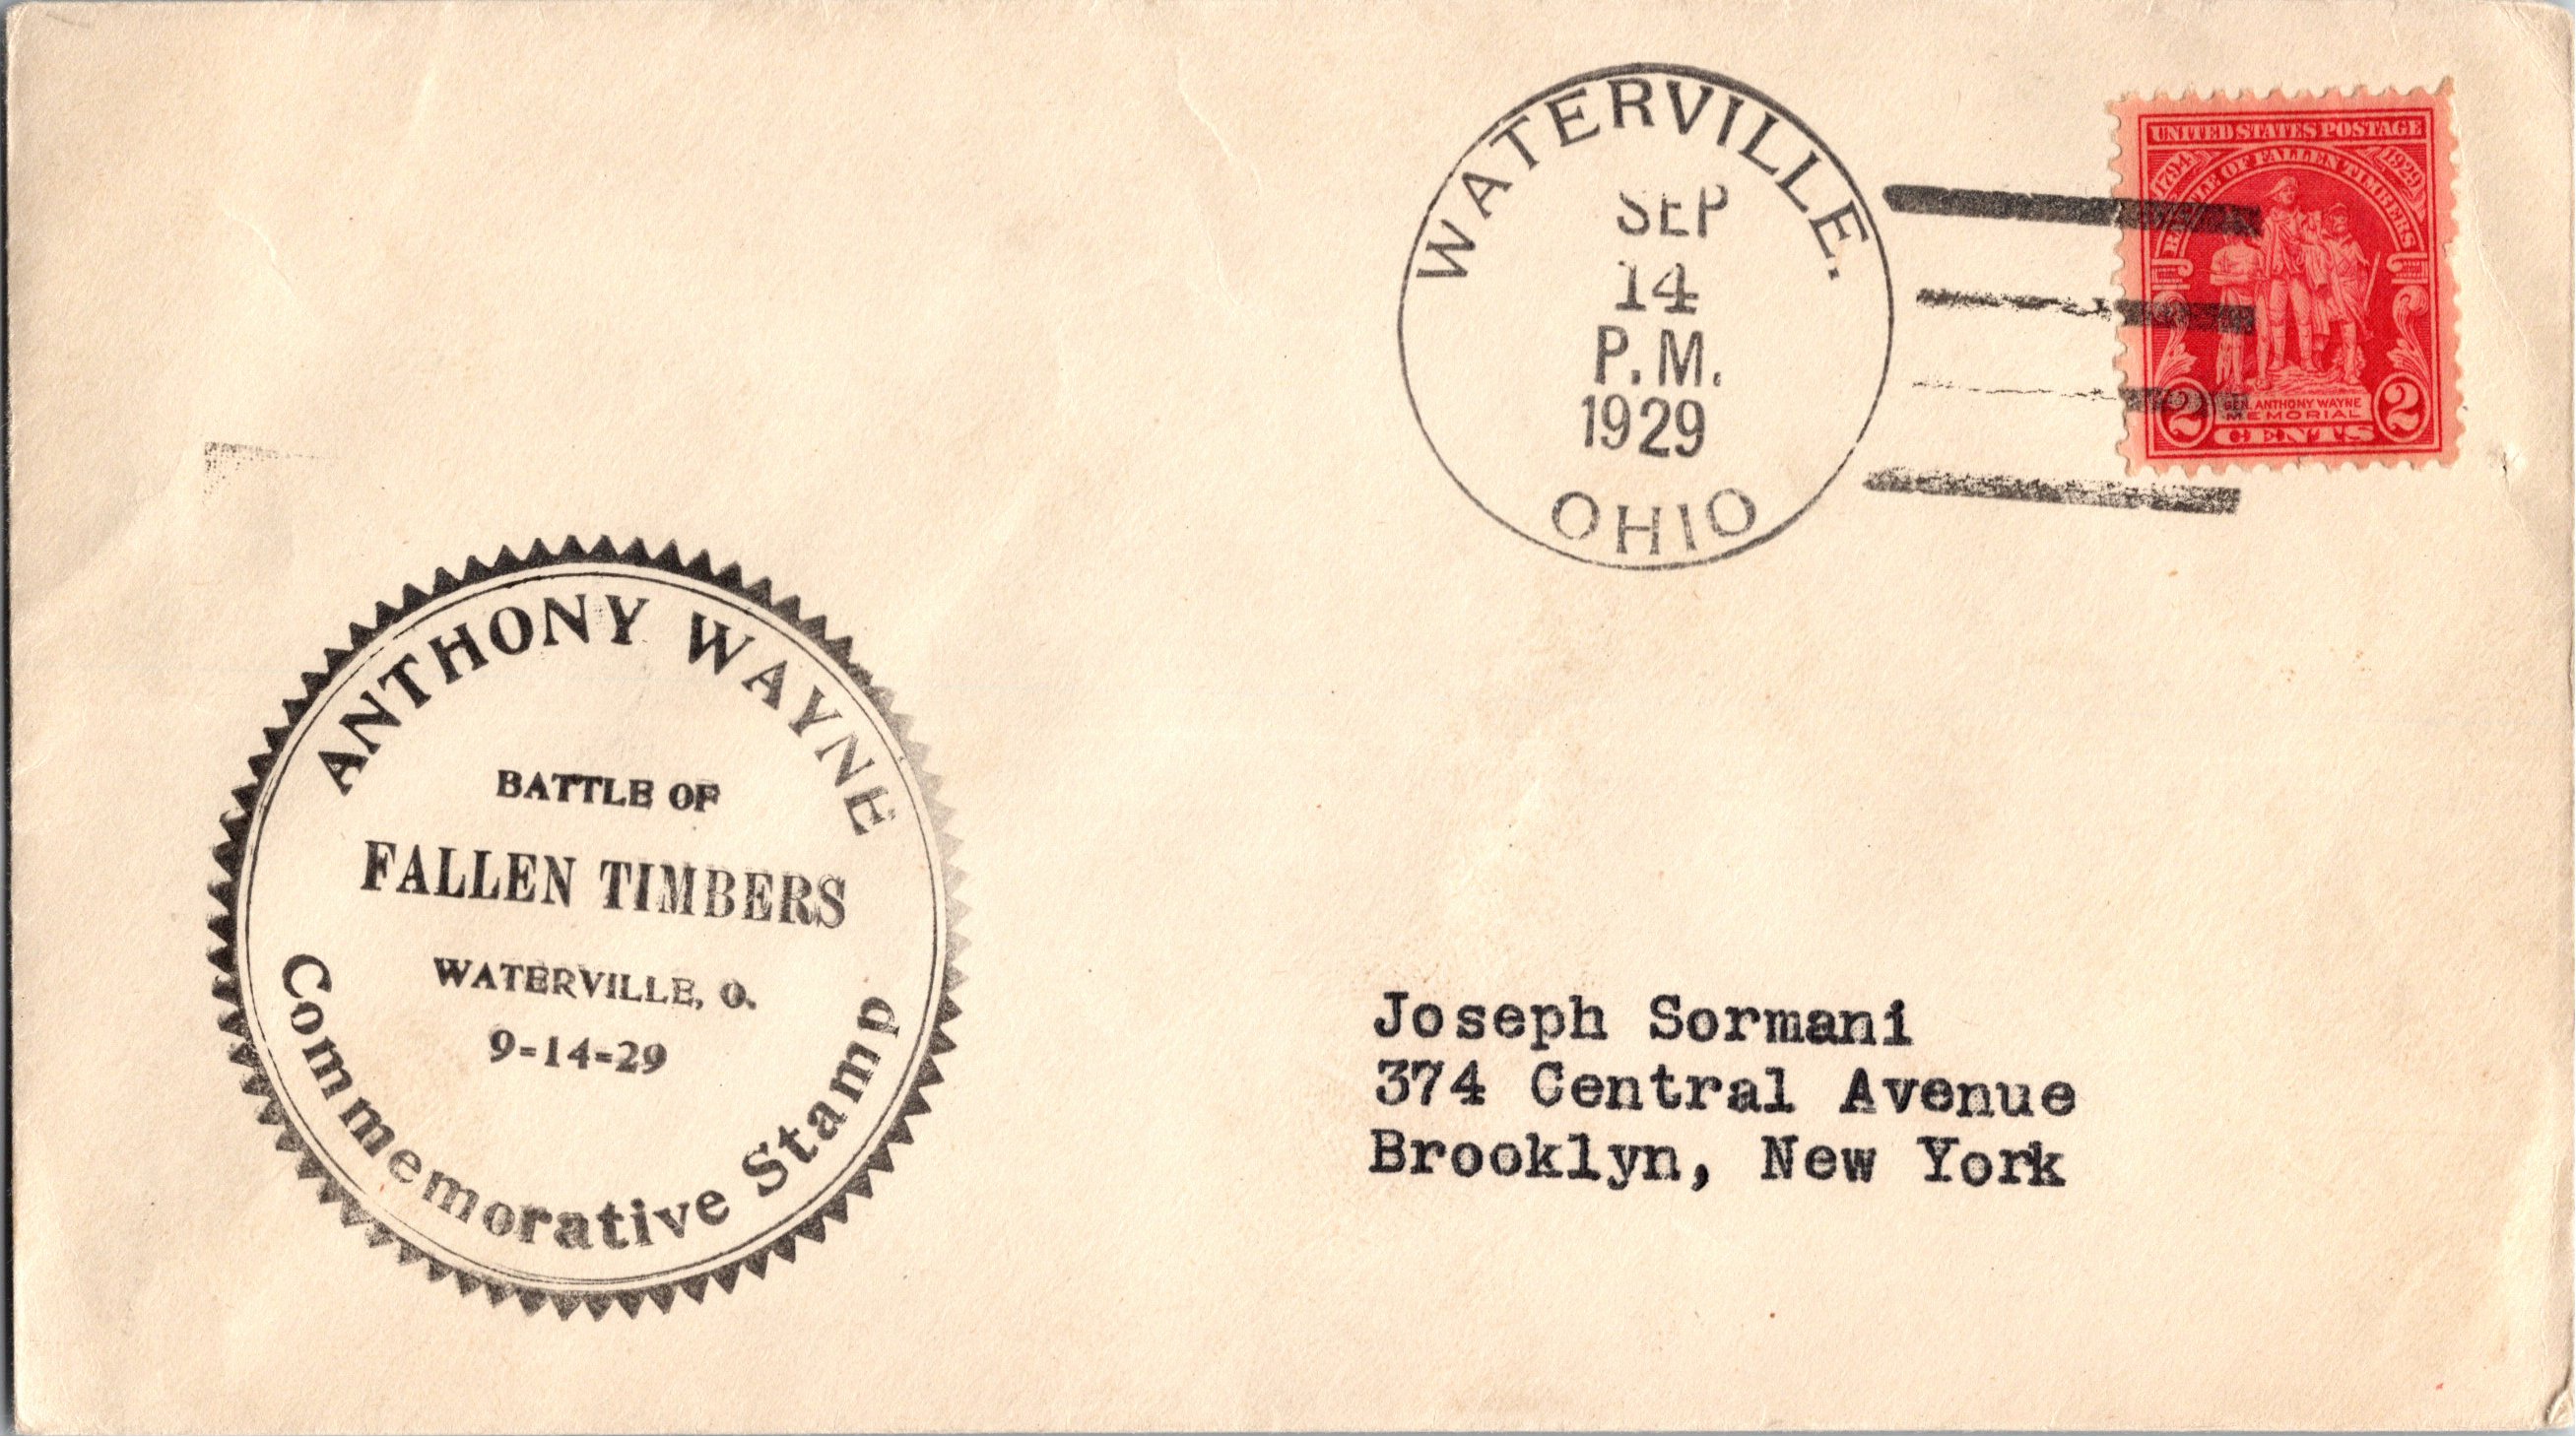 WATERVILLE.
SEP
14
P.M.
1929
OHIO
UNITED STATES POSTAGE
1794 1929
BATTLE OF FALLEN TIMBERS
GEN. ANTHONY WAYNE
MEMORIAL
2 CENTS 2
ANTHONY WAYNE
BATTLE OF
FALLEN TIMBERS
WATERVILLE, O.
9-14-29
Commemorative Stamp
Joseph Sormani
374 Central Avenue
Brooklyn, New York